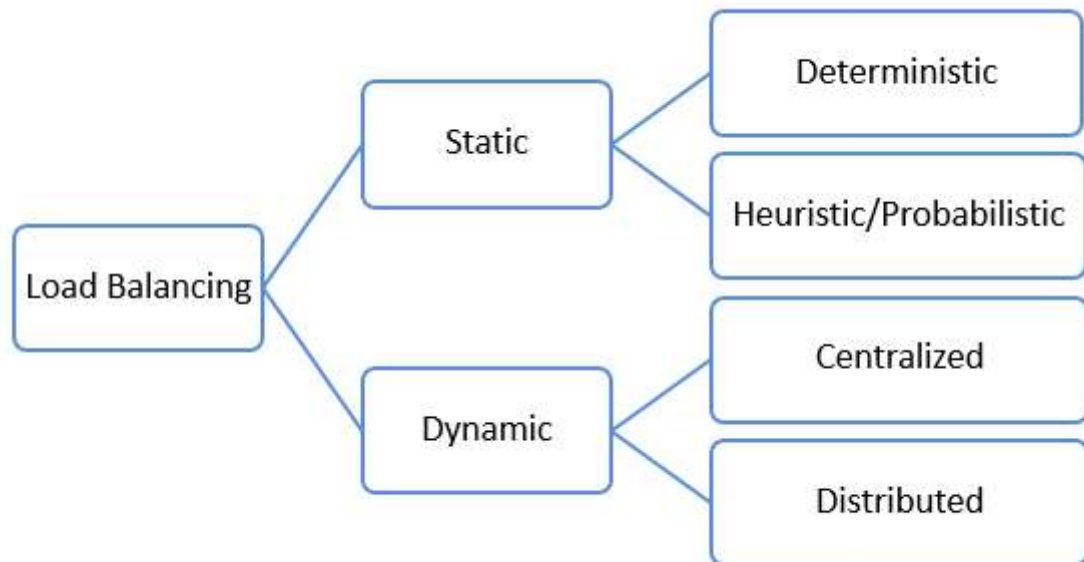 Load Balancing
Static
Deterministic
Heuristic/Probabilistic
Dynamic
Centralized
Distributed